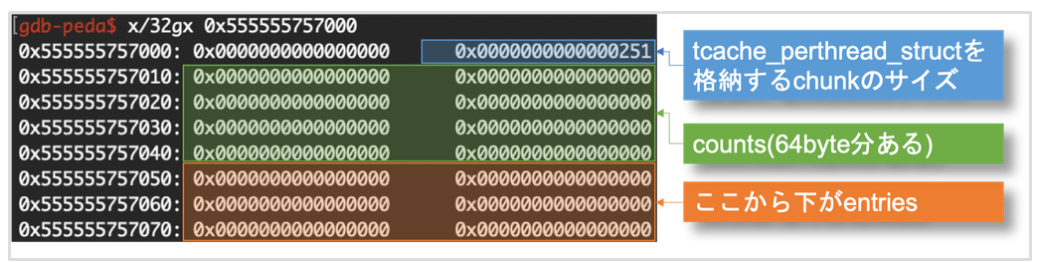 [gdb-peda$ x/32gx 0x555555757000
0x555555757000: 0x0000000000000000 0x0000000000000251
0x555555757010: 0x0000000000000000 0x0000000000000000
0x555555757020: 0x0000000000000000 0x0000000000000000
0x555555757030: 0x0000000000000000 0x0000000000000000
0x555555757040: 0x0000000000000000 0x0000000000000000
0x555555757050: 0x0000000000000000 0x0000000000000000
0x555555757060: 0x0000000000000000 0x0000000000000000
0x555555757070: 0x0000000000000000 0x0000000000000000
tcache_perthread_structを
格納するchunkのサイズ
counts(64byte分ある)
ここから下がentries